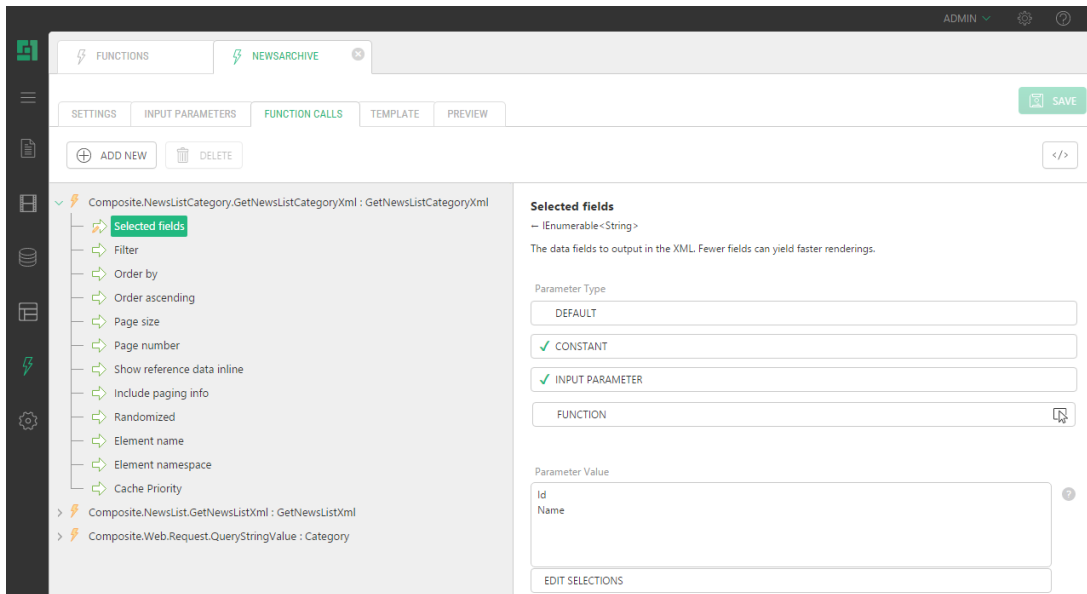 ADMIN
FUNCTIONS
NEWSARCHIVE
SETTINGS
INPUT PARAMETERS
FUNCTION CALLS
TEMPLATE
PREVIEW
SAVE
ADD NEW
DELETE
</>
Composite.NewsListCategory.GetNewsListCategoryXml : GetNewsListCategoryXml
Selected fields
Filter
Order by
Order ascending
Page size
Page number
Show reference data inline
Include paging info
Randomized
Element name
Element namespace
Cache Priority
Composite.NewsList.GetNewsListXml : GetNewsListXml
Composite.Web.Request.QueryStringValue : Category
Selected fields
← IEnumerable<String>
The data fields to output in the XML. Fewer fields can yield faster renderings.
Parameter Type
DEFAULT
CONSTANT
INPUT PARAMETER
FUNCTION
Parameter Value
Id
Name
EDIT SELECTIONS